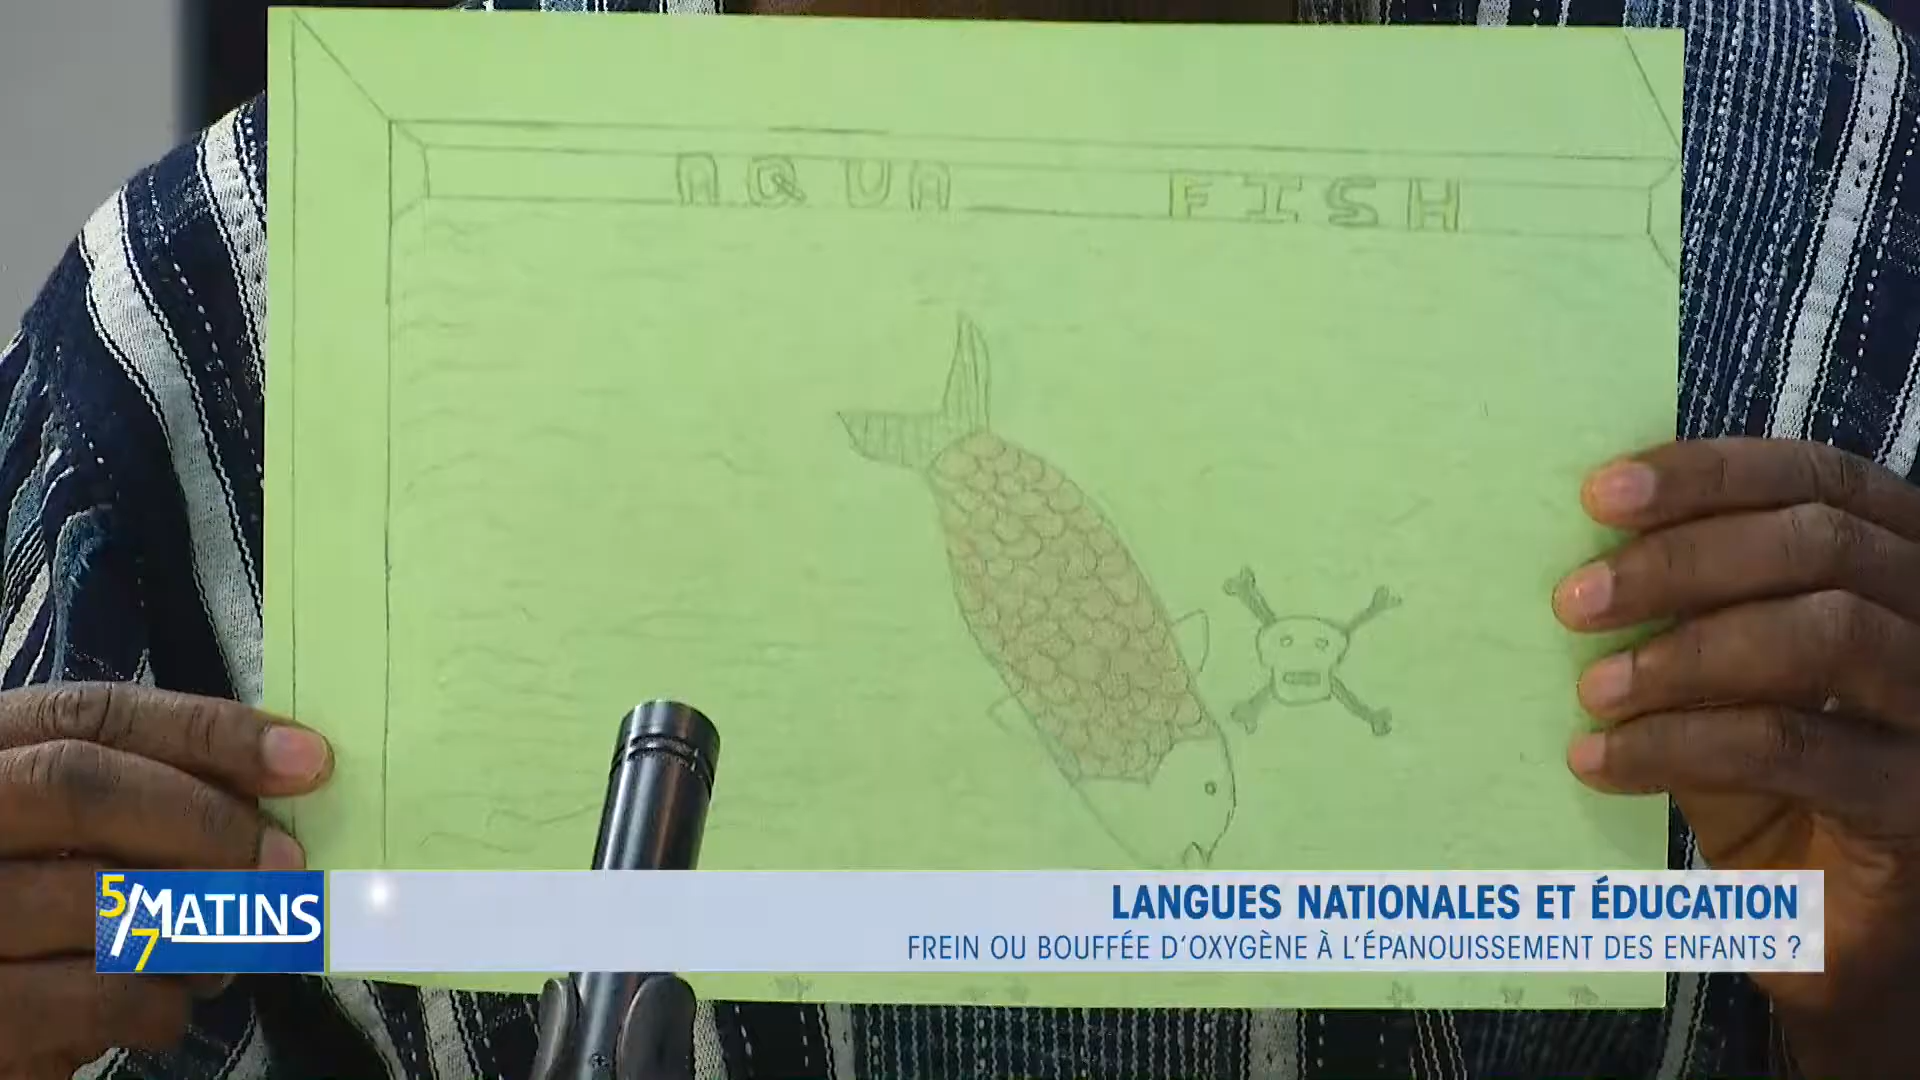 AQUA FISH
5/7 MATINS
LANGUES NATIONALES ET ÉDUCATION
FREIN OU BOUFFÉE D'OXYGÈNE À L'ÉPANOUISSEMENT DES ENFANTS ?